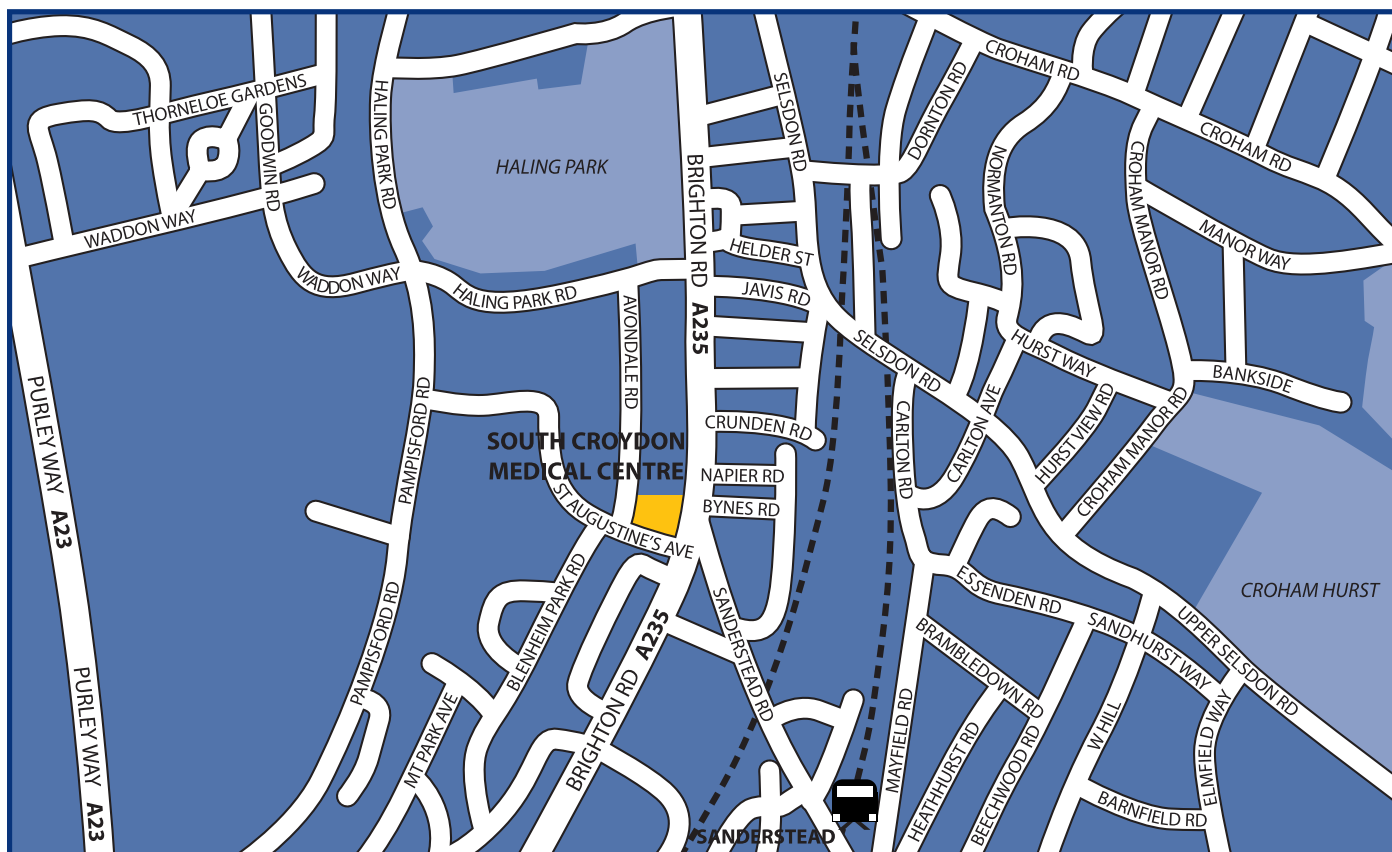 CROHAM RD
THORNELOE GARDENS
GOODWIN RD
HALING PARK RD
HALING PARK
SELSDON RD
DORNTON RD
CROHAM RD
BRIGHTON RD
NORMANTON RD
CROHAM MANOR RD
WADDON WAY
MANOR WAY
HELDER ST
WADDON WAY
HALING PARK RD
JAVIS RD
A235
AVONDALE RD
SELSDON RD
HURST WAY
BANKSIDE
PURLEY WAY
A23
PAMPISFORD RD
CARLTON RD
CARLTON AVE
HURST VIEW RD
CROHAM MANOR RD
CRUNDEN RD
SOUTH CROYDON
MEDICAL CENTRE
NAPIER RD
BYNES RD
ST AUGUSTINE'S AVE
CROHAM HURST
PAMPISFORD RD
BLENHEIM PARK RD
A235
SANDERSTEAD RD
ESSENDEN RD
SANDHURST WAY
UPPER SELSDON RD
BRAMBLEDOWN RD
PURLEY WAY
A23
MT PARK AVE
BRIGHTON RD
MAYFIELD RD
HEATHHURST RD
BEECHWOOD RD
W HILL
ELMFIELD WAY
BARNFIELD RD
SANDERSTEAD